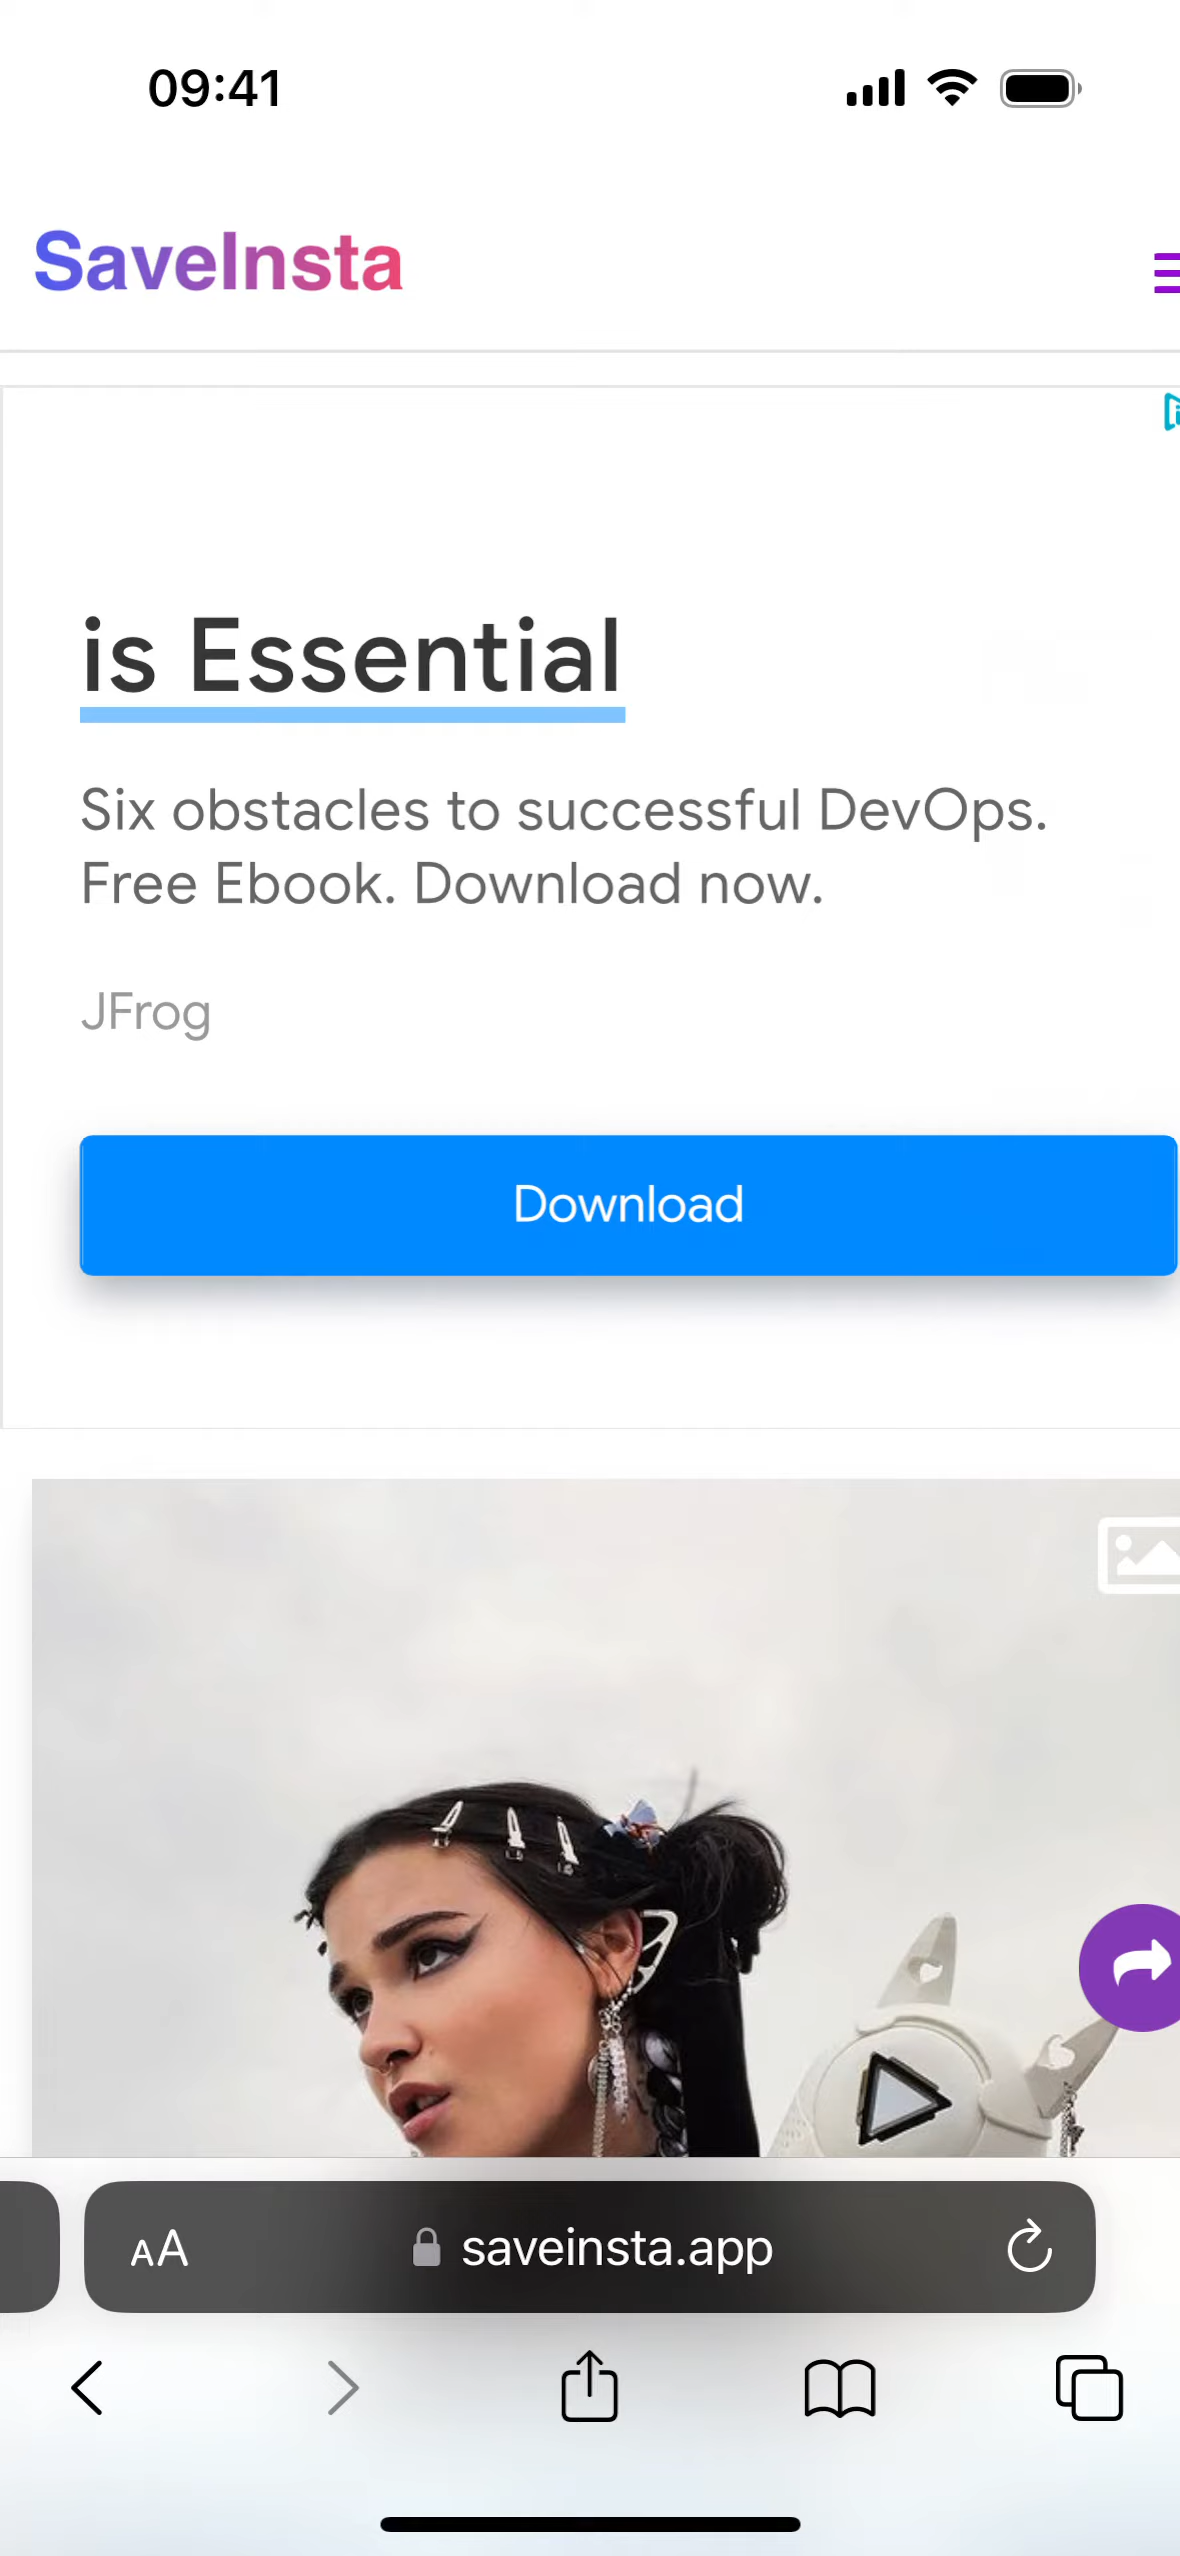 09:41
SaveInsta
is Essential
Six obstacles to successful DevOps.
Free Ebook. Download now.
JFrog
Download
AA
saveinsta.app